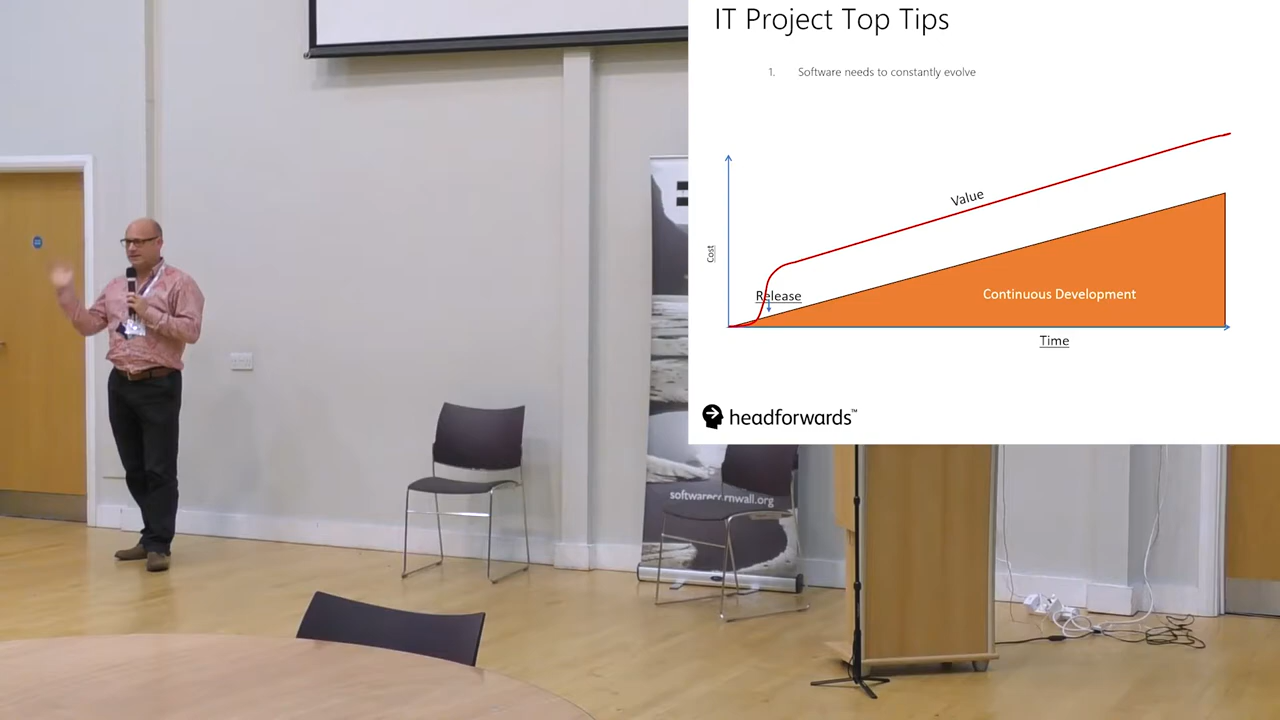 IT Project Top Tips
1. Software needs to constantly evolve
Value
Cost
Release
Continuous Development
Time
headforwards™
softwarecornwall.org